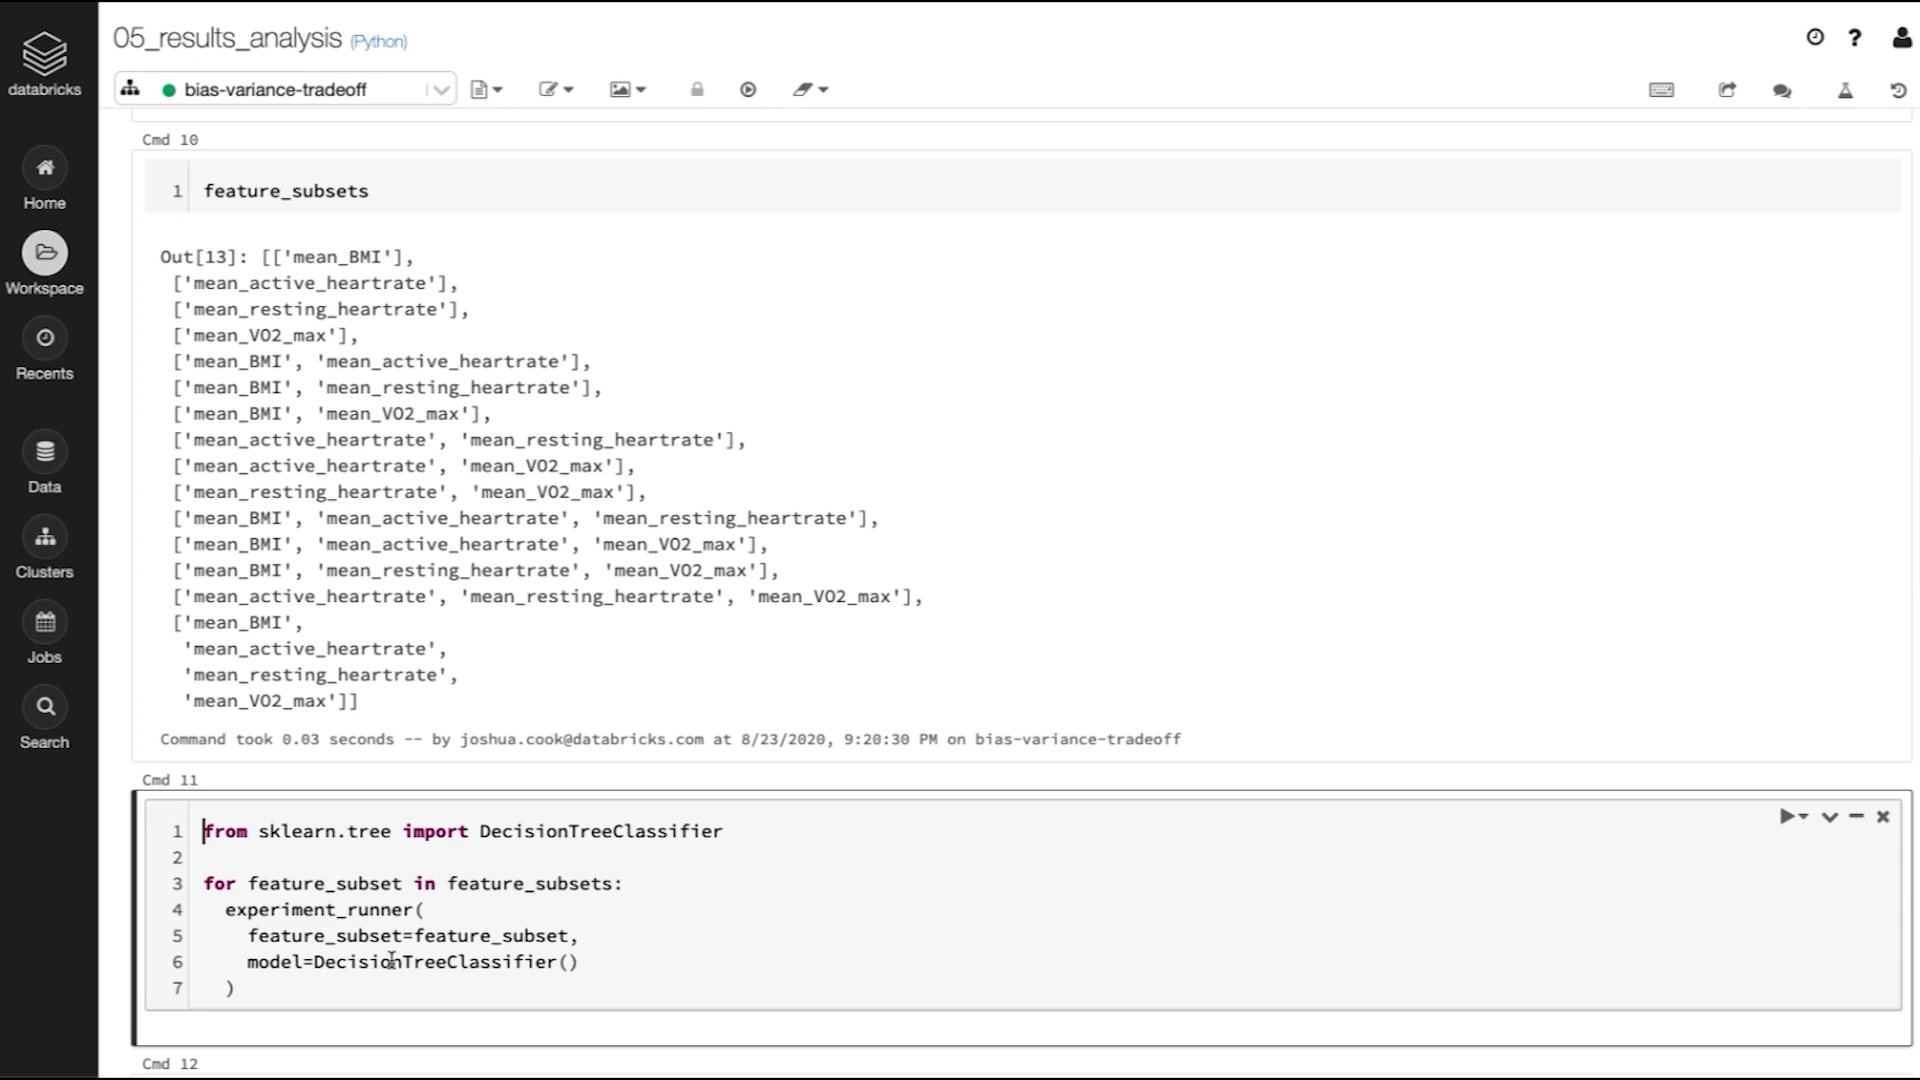 databricks
Home
Workspace
Recents
Data
Clusters
Jobs
Search
05_results_analysis (Python)
?
bias-variance-tradeoff
Cmd 10
1 feature_subsets
Out[13]: [['mean_BMI'],
['mean_active_heartrate'],
['mean_resting_heartrate'],
['mean_VO2_max'],
['mean_BMI', 'mean_active_heartrate'],
['mean_BMI', 'mean_resting_heartrate'],
['mean_BMI', 'mean_VO2_max'],
['mean_active_heartrate', 'mean_resting_heartrate'],
['mean_active_heartrate', 'mean_VO2_max'],
['mean_resting_heartrate', 'mean_VO2_max'],
['mean_BMI', 'mean_active_heartrate', 'mean_resting_heartrate'],
['mean_BMI', 'mean_active_heartrate', 'mean_VO2_max'],
['mean_BMI', 'mean_resting_heartrate', 'mean_VO2_max'],
['mean_active_heartrate', 'mean_resting_heartrate', 'mean_VO2_max'],
['mean_BMI',
'mean_active_heartrate',
'mean_resting_heartrate',
'mean_VO2_max']]
Command took 0.03 seconds -- by joshua.cook@databricks.com at 8/23/2020, 9:20:30 PM on bias-variance-tradeoff
Cmd 11
1 from sklearn.tree import DecisionTreeClassifier
2
3 for feature_subset in feature_subsets:
4 experiment_runner(
5 feature_subset=feature_subset,
6 model=DecisionTreeClassifier()
7 )
Cmd 12